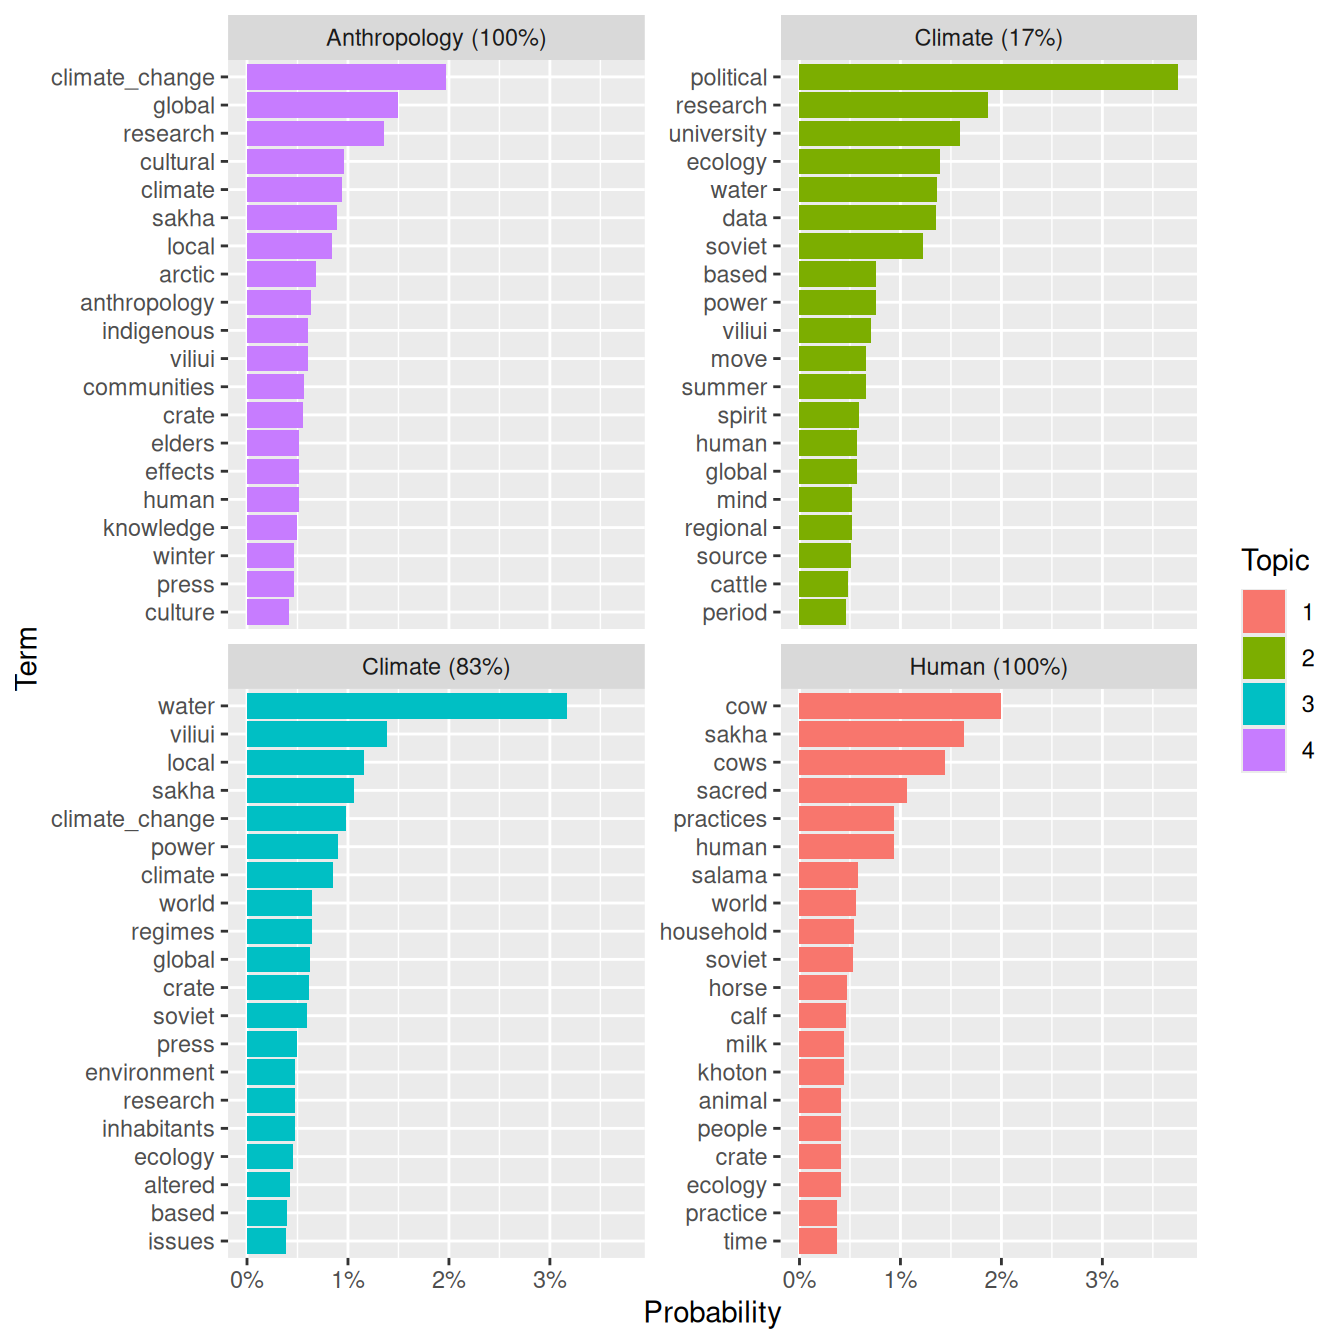 Anthropology (100%)
climate_change
global
research
cultural
climate
sakha
local
arctic
anthropology
indigenous
viliui
communities
crate
elders
effects
human
knowledge
winter
press
culture
Climate (17%)
political
research
university
ecology
water
data
soviet
based
power
viliui
move
summer
spirit
human
global
mind
regional
source
cattle
period
Climate (83%)
water
viliui
local
sakha
climate_change
power
climate
world
regimes
global
crate
soviet
press
environment
research
inhabitants
ecology
altered
based
issues
0% 1% 2% 3%
Human (100%)
cow
sakha
cows
sacred
practices
human
salama
world
household
soviet
horse
calf
milk
khoton
animal
people
crate
ecology
practice
time
0% 1% 2% 3%
Term
Probability
Topic
1
2
3
4